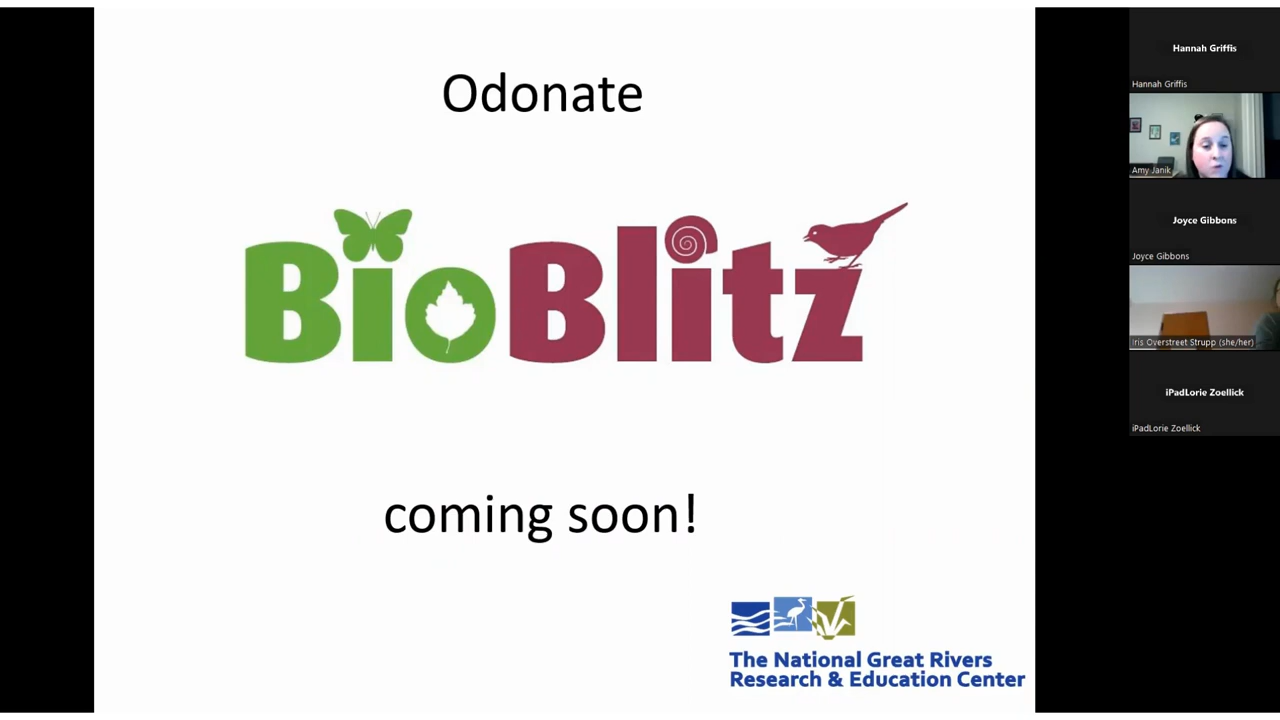 Odonate
BioBlitz
coming soon!
The National Great Rivers
Research & Education Center
Hannah Griffis
Hannah Griffis
Amy Janik
Joyce Gibbons
Joyce Gibbons
Iris Overstreet Strupp (she/her)
iPadLorie Zoellick
iPadLorie Zoellick